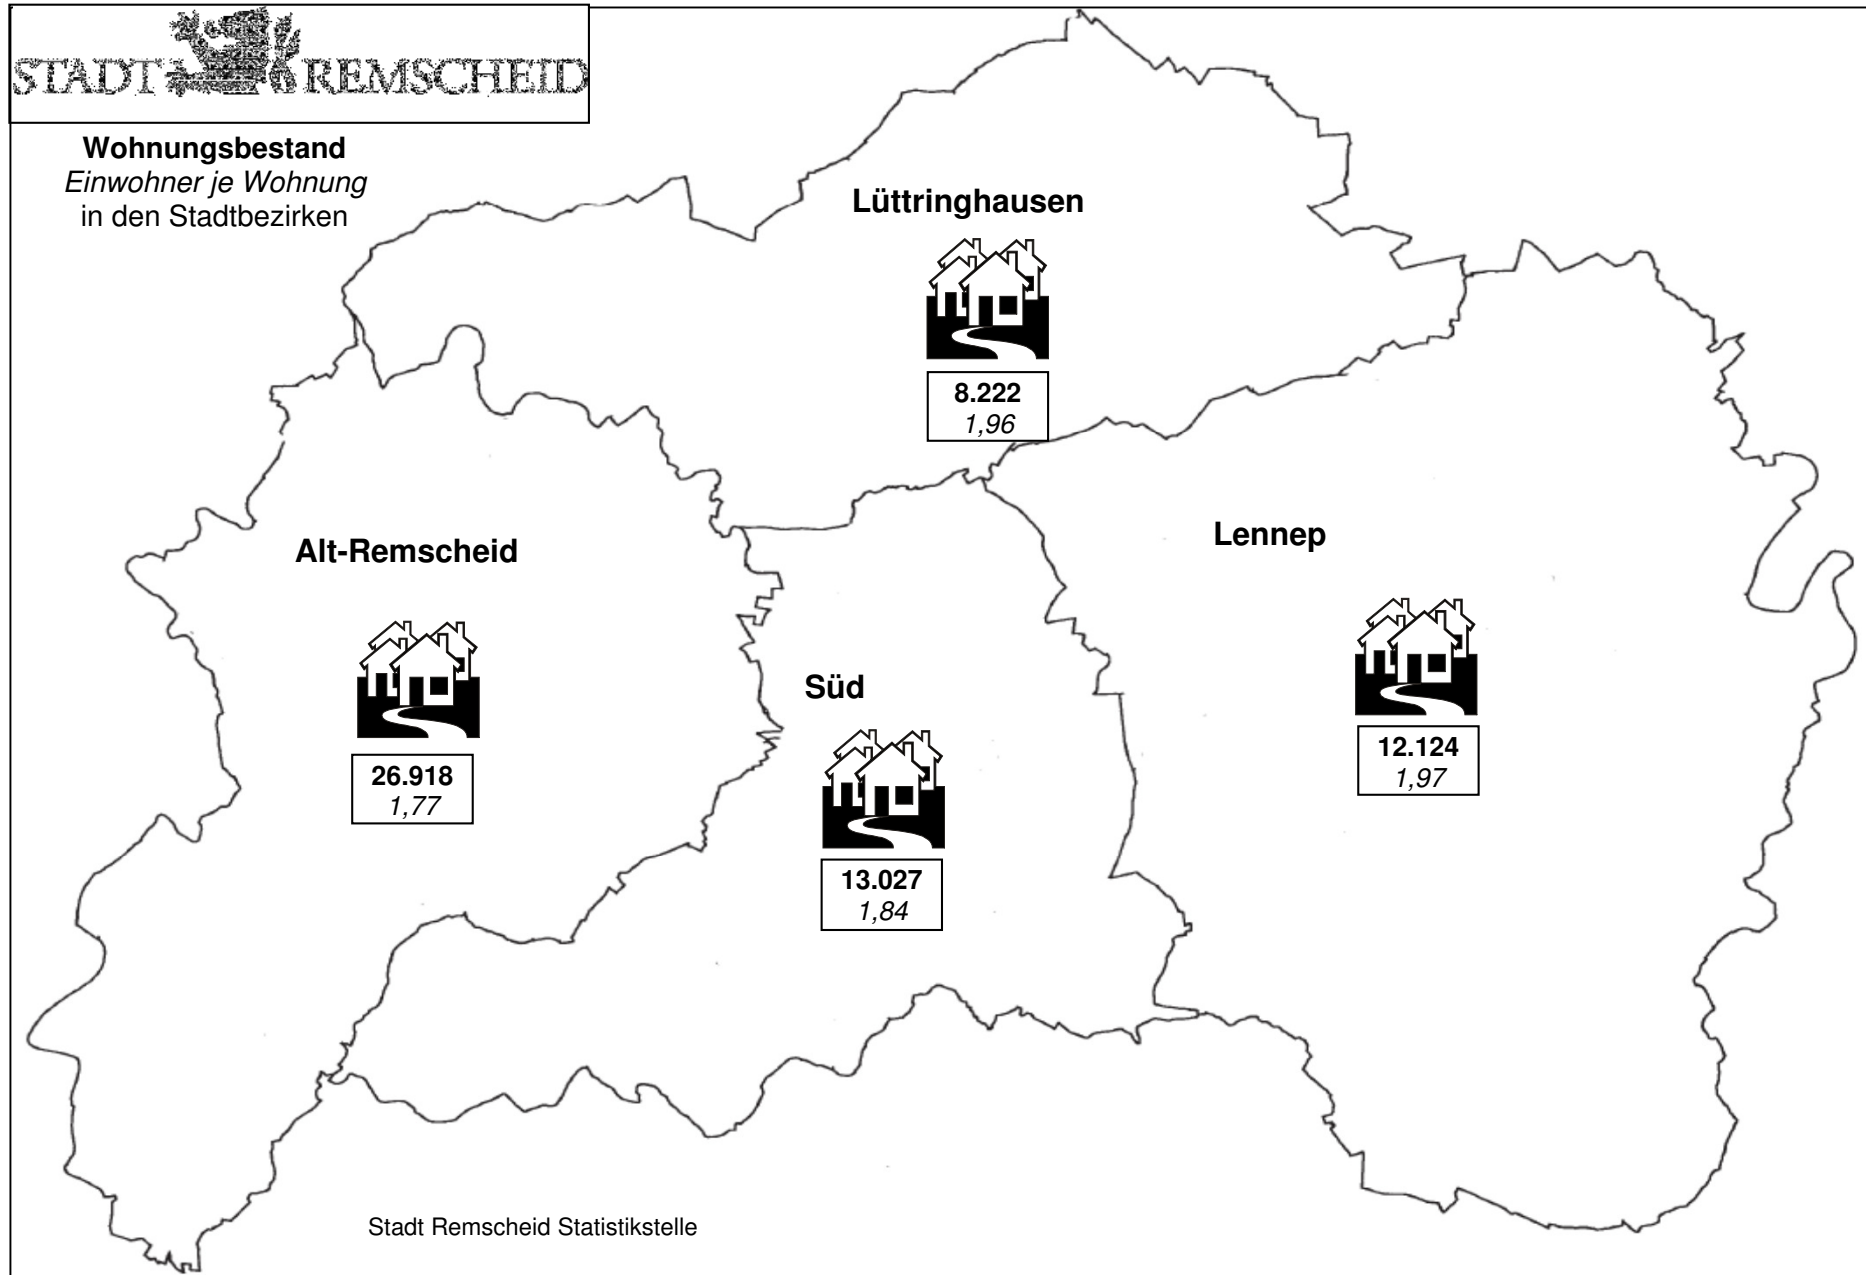 STADT REMSCHEID
Wohnungsbestand
Einwohner je Wohnung
in den Stadtbezirken
Lüttringhausen
8.222
1,96
Alt-Remscheid
26.918
1,77
Süd
13.027
1,84
Lennep
12.124
1,97
Stadt Remscheid Statistikstelle